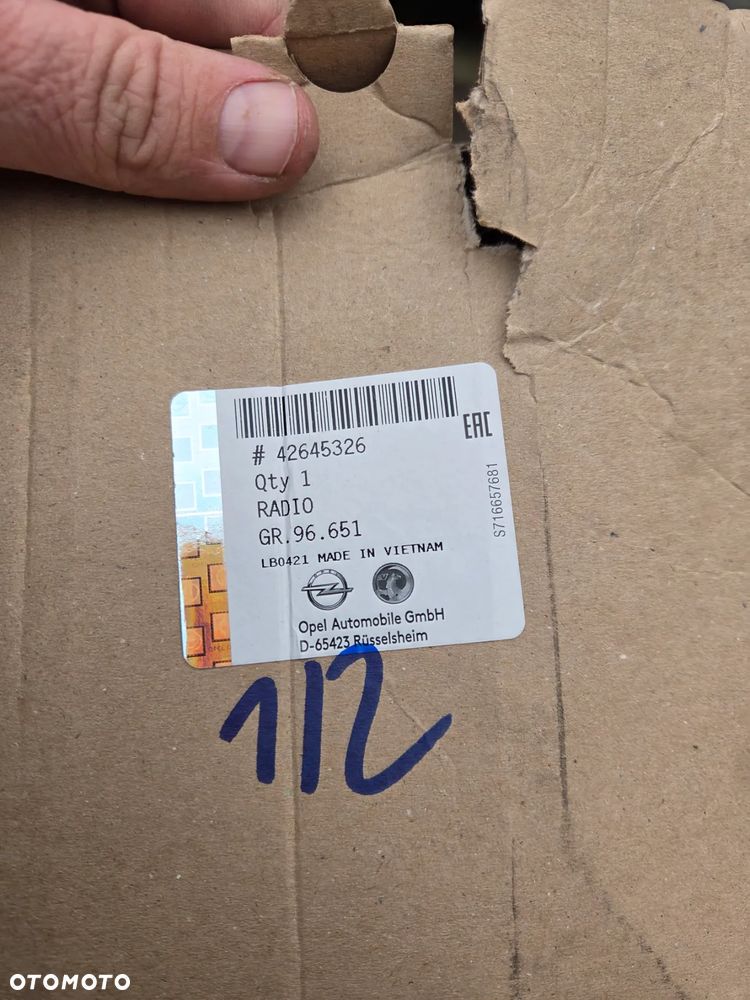 # 42645326
EAC
Qty 1
RADIO
GR.96.651
LB0421 MADE IN VIETNAM
S716657681
Opel Automobile GmbH
D-65423 Rüsselsheim
112
OTOMOTO